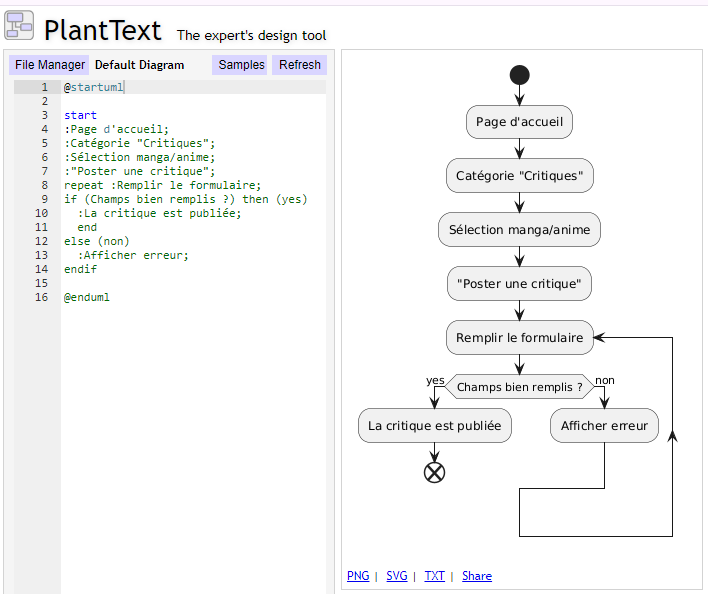 PlantText The expert's design tool
File Manager Default Diagram Samples Refresh
1 @startuml
2
3 start
4 :Page d'accueil;
5 :Catégorie "Critiques";
6 :Sélection manga/anime;
7 :"Poster une critique";
8 repeat :Remplir le formulaire;
9 if (Champs bien remplis ?) then (yes)
10 :La critique est publiée;
11 end
12 else (non)
13 :Afficher erreur;
14 endif
15
16 @enduml
Page d'accueil
Catégorie "Critiques"
Sélection manga/anime
"Poster une critique"
Remplir le formulaire
yes Champs bien remplis ? non
La critique est publiée Afficher erreur
PNG | SVG | TXT | Share